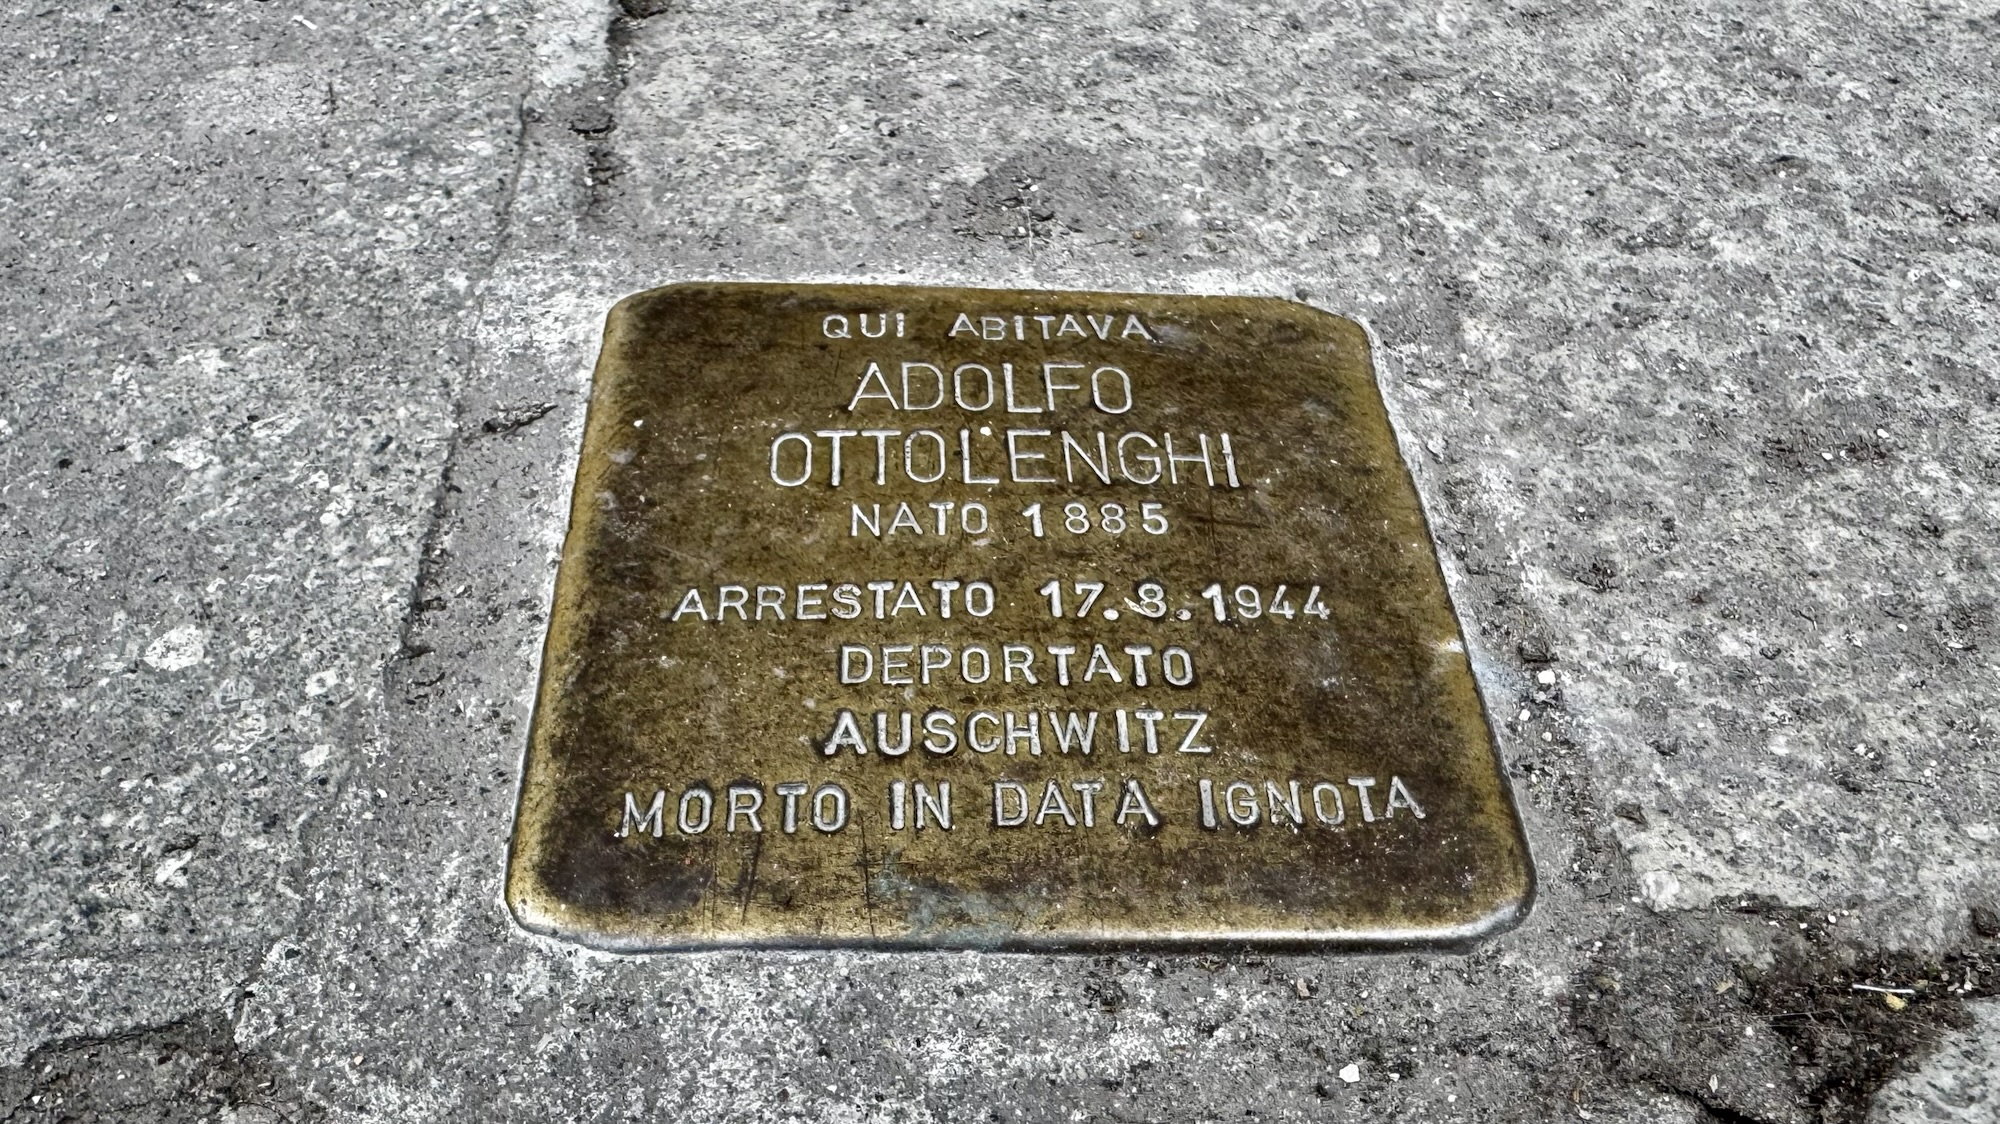 QUI ABITAVA
ADOLFO
OTTOLENGHI
NATO 1885
ARRESTATO 17.8.1944
DEPORTATO
AUSCHWITZ
MORTO IN DATA IGNOTA